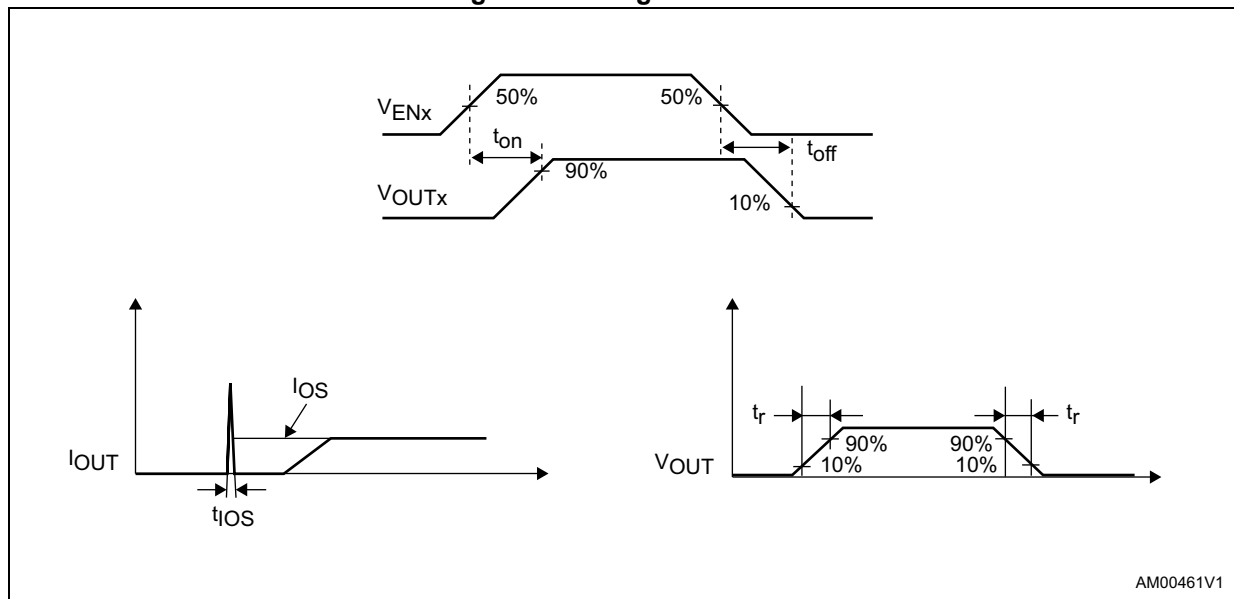 VENx
50%
50%
ton
toff
VOUTx
90%
10%
IOS
IOUT
tIOS
tr
tr
90%
90%
VOUT
10%
10%
AM00461V1